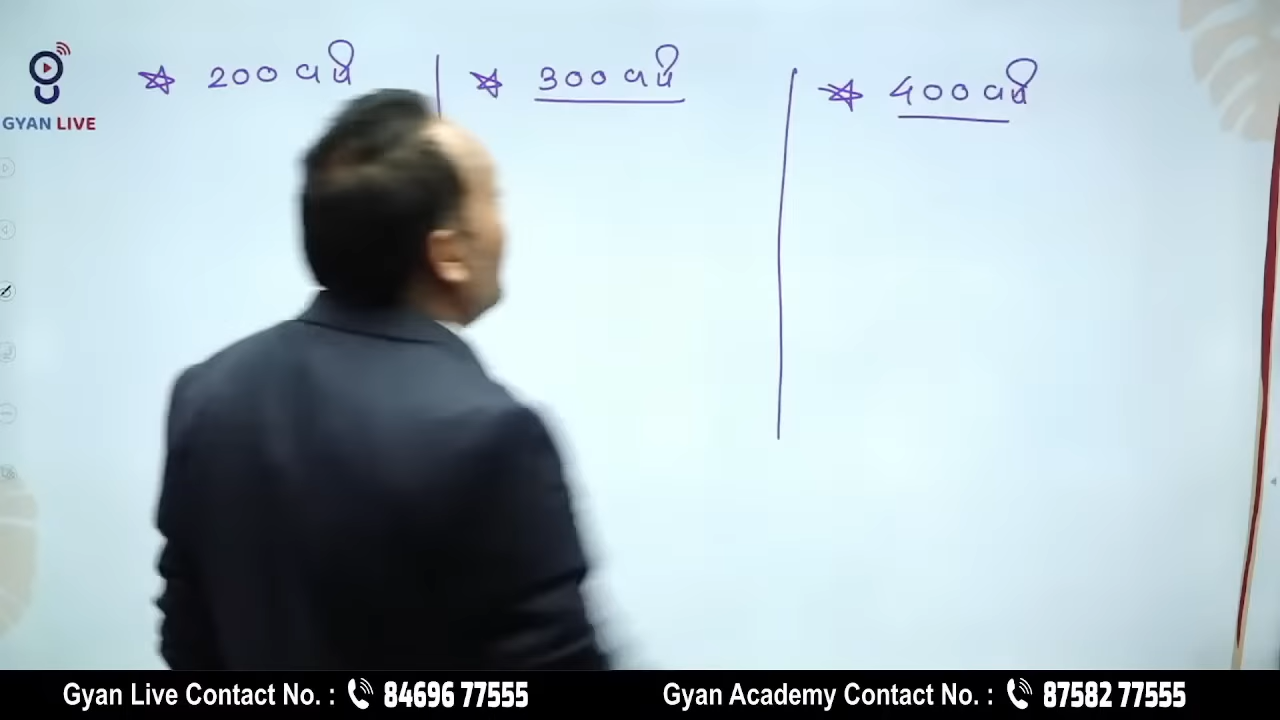 GYAN LIVE
☆ 200 વર્ષ
☆ 300 વર્ષ
☆ 400 વર્ષ
Gyan Live Contact No. : 84696 77555
Gyan Academy Contact No. : 87582 77555